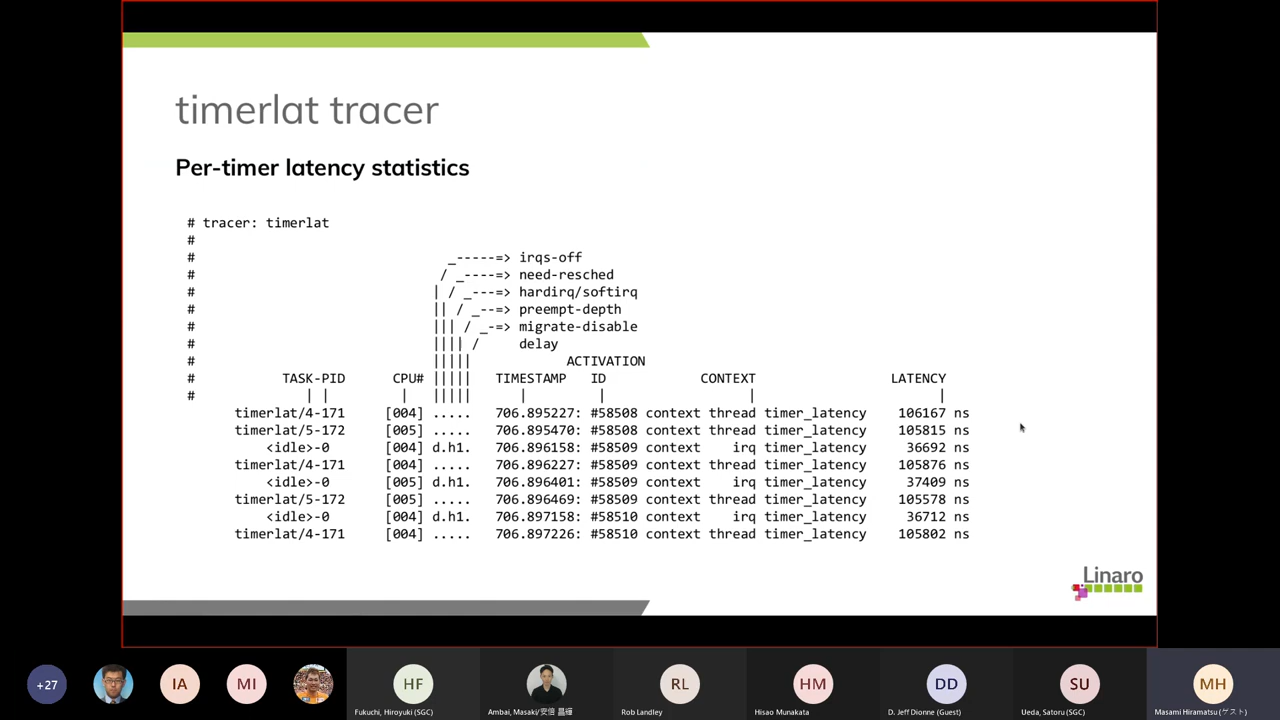 timerlat tracer
Per-timer latency statistics
# tracer: timerlat
#
#                                _-----=> irqs-off
#                               / _----=> need-resched
#                              | / _---=> hardirq/softirq
#                              || / _--=> preempt-depth
#                              ||| / _-=> migrate-disable
#                              |||| /     delay
#                              |||||            ACTIVATION
#           TASK-PID      CPU# |||||   TIMESTAMP   ID             CONTEXT                 LATENCY
#              | |         |   |||||      |         |                  |                       |
timerlat/4-171     [004] .....   706.895227: #58508 context thread timer_latency    106167 ns
timerlat/5-172     [005] .....   706.895470: #58508 context thread timer_latency    105815 ns
<idle>-0       [004] d.h1.   706.896158: #58509 context    irq timer_latency     36692 ns
timerlat/4-171     [004] .....   706.896227: #58509 context thread timer_latency    105876 ns
<idle>-0       [005] d.h1.   706.896401: #58509 context    irq timer_latency     37409 ns
timerlat/5-172     [005] .....   706.896469: #58509 context thread timer_latency    105578 ns
<idle>-0       [004] d.h1.   706.897158: #58510 context    irq timer_latency     36712 ns
timerlat/4-171     [004] .....   706.897226: #58510 context thread timer_latency    105802 ns
Linaro
+27 IA MI HF RL HM DD SU MH
Fukuchi, Hiroyuki (SGC) Ambai, Masaki/安倍 昌輝 Rob Landley Hisao Munakata D. Jeff Dionne (Guest) Ueda, Satoru (SGC) Masami Hiramatsu (ゲスト)